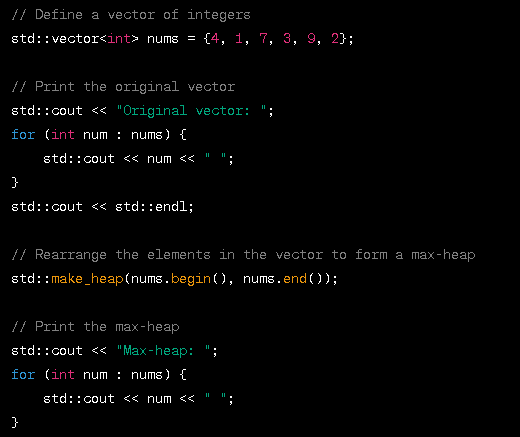 // Define a vector of integers
std::vector<int> nums = {4, 1, 7, 3, 9, 2};

// Print the original vector
std::cout << "Original vector: ";
for (int num : nums) {
    std::cout << num << " ";
}
std::cout << std::endl;

// Rearrange the elements in the vector to form a max-heap
std::make_heap(nums.begin(), nums.end());

// Print the max-heap
std::cout << "Max-heap: ";
for (int num : nums) {
    std::cout << num << " ";
}